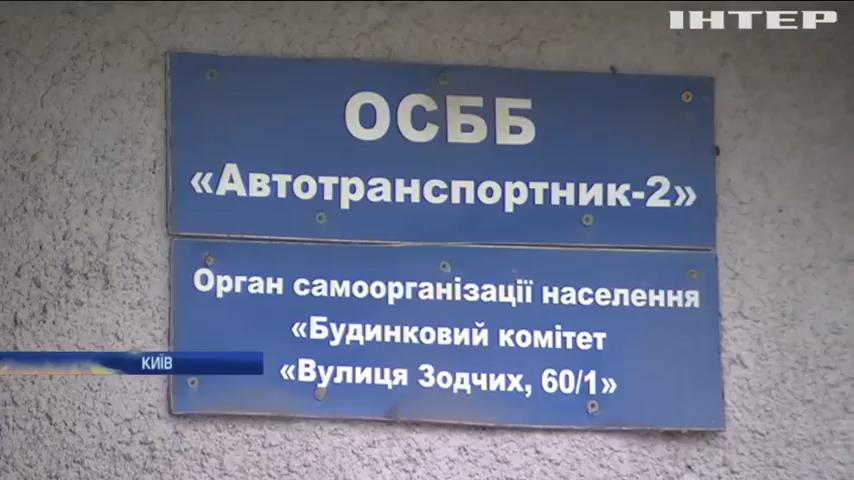 ІНТЕР
ОСББ
«Автотранспортник-2»
Орган самоорганізації населення
«Будинковий комітет
«Вулиця Зодчих, 60/1»
КИЇВ